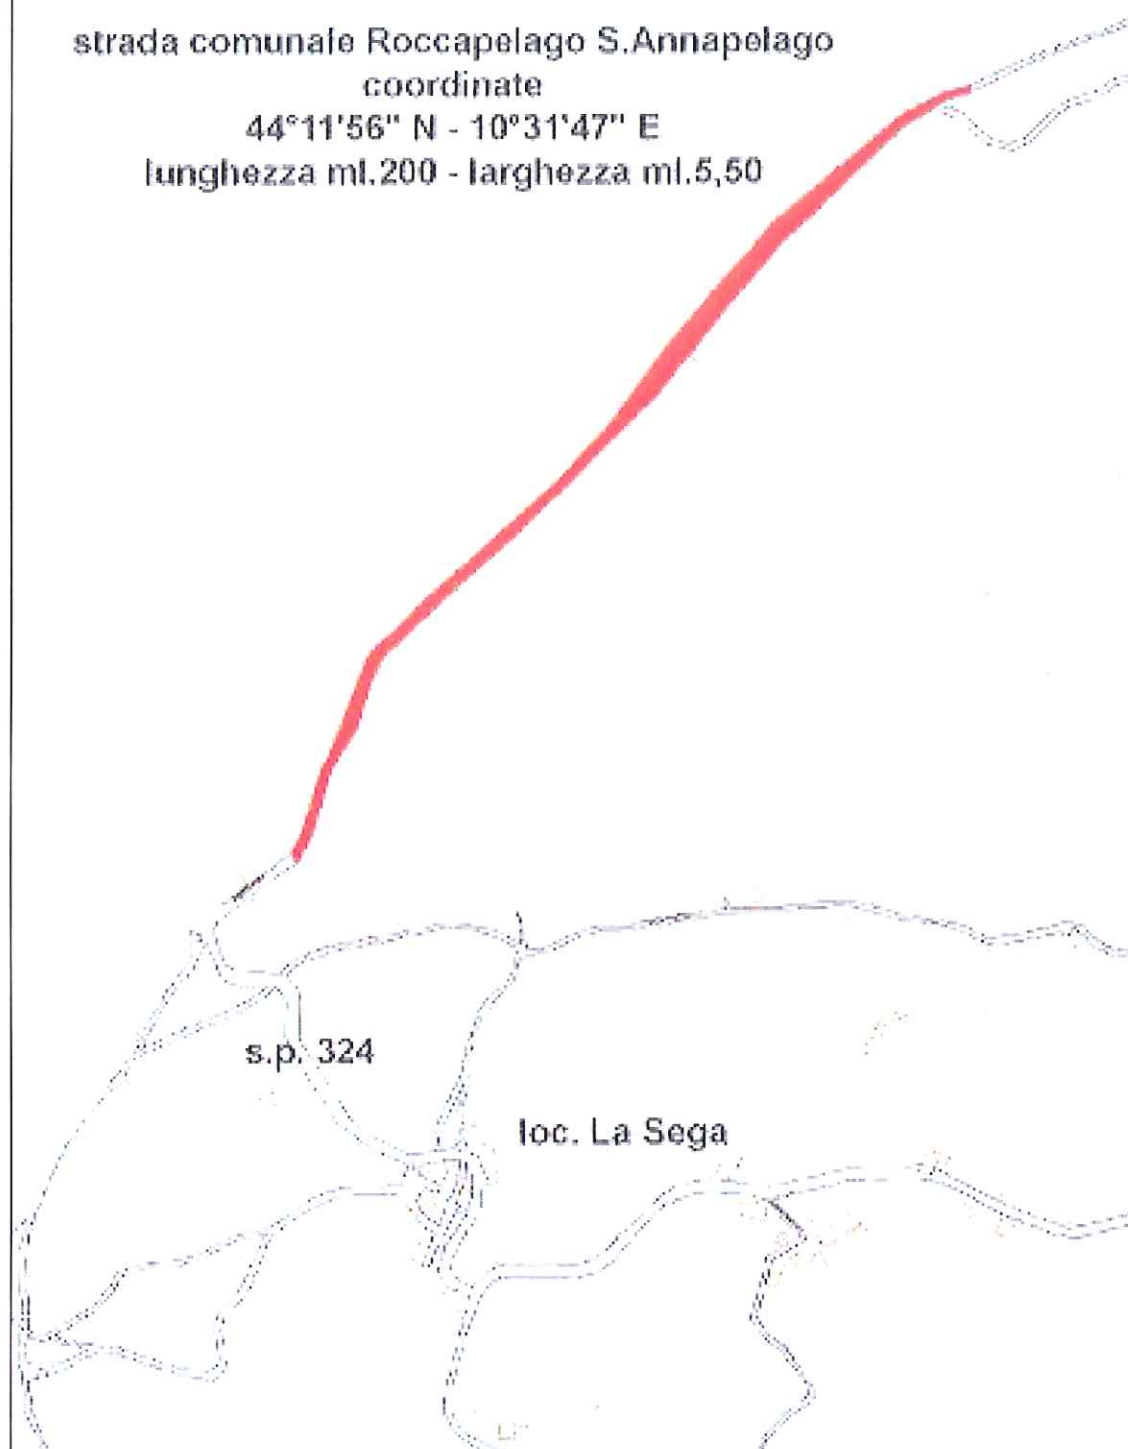 strada comunale Roccapelago S.Annapelago
coordinate
44°11'56" N - 10°31'47" E
lunghezza ml.200 - larghezza ml.5,50
s.p. 324
loc. La Sega